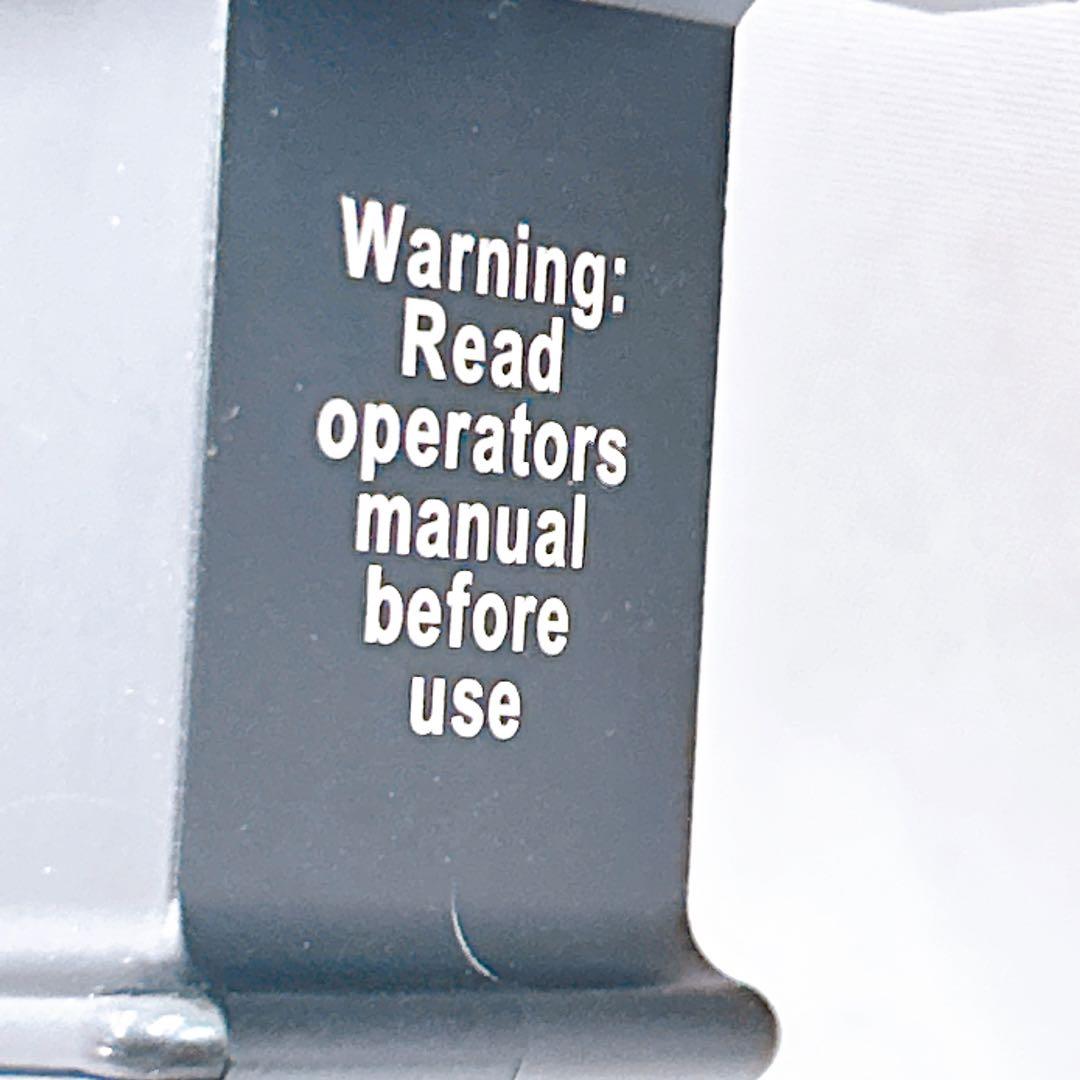 Warning:
Read
operators
manual
before
use